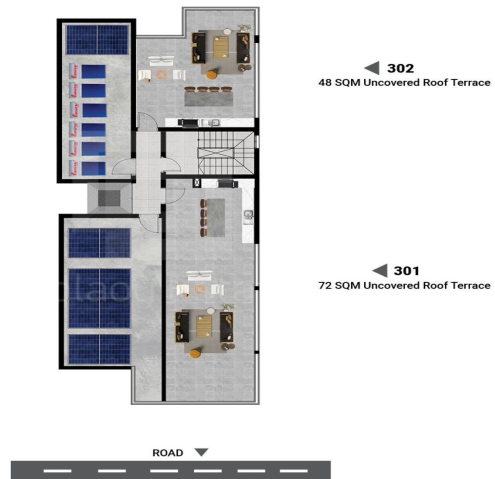 302
48 SQM Uncovered Roof Terrace
301
72 SQM Uncovered Roof Terrace
ROAD